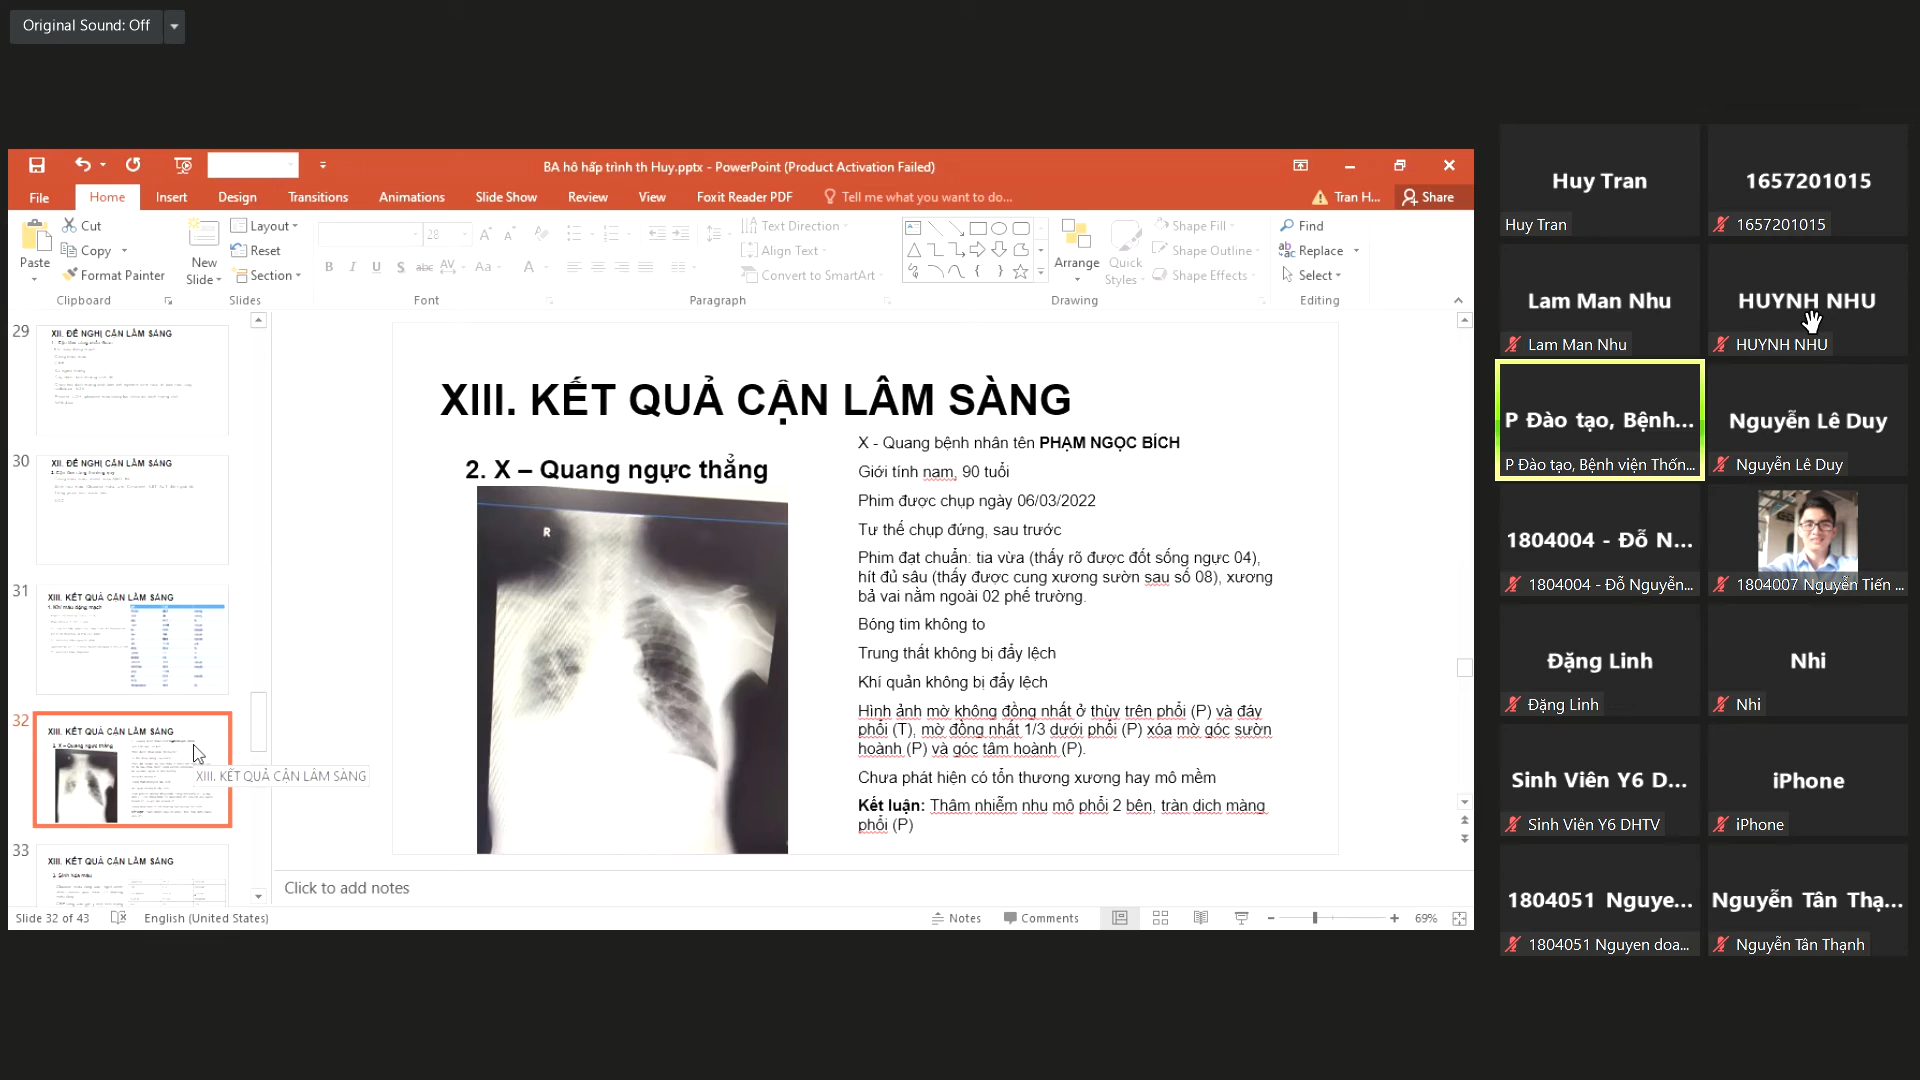 Original Sound: Off
BA hô hấp trình th Huy.pptx - PowerPoint (Product Activation Failed)
File
Home
Insert
Design
Transitions
Animations
Slide Show
Review
View
Foxit Reader PDF
Tell me what you want to do...
Tran H...
Share
Paste
Cut
Copy
Format Painter
Clipboard
New
Slide
Layout
Reset
Section
Slides
28
B I U S abc AV Aa A
Font
Text Direction
Align Text
Convert to SmartArt
Paragraph
Arrange
Quick
Styles
Shape Fill
Shape Outline
Shape Effects
Drawing
Find
Replace
Select
Editing
29
XII. ĐỀ NGHỊ CẬN LÂM SÀNG
30
XII. ĐỀ NGHỊ CẬN LÂM SÀNG
31
XIII. KẾT QUẢ CẬN LÂM SÀNG
1. Khí máu động mạch
32
XIII. KẾT QUẢ CẬN LÂM SÀNG
2. X – Quang ngực thẳng
XIII. KẾT QUẢ CẬN LÂM SÀNG
33
XIII. KẾT QUẢ CẬN LÂM SÀNG
3. Sinh hóa máu
XIII. KẾT QUẢ CẬN LÂM SÀNG
2. X – Quang ngực thẳng
R
X - Quang bệnh nhân tên PHẠM NGỌC BÍCH
Giới tính nam, 90 tuổi
Phim được chụp ngày 06/03/2022
Tư thế chụp đứng, sau trước
Phim đạt chuẩn: tia vừa (thấy rõ được đốt sống ngực 04),
hít đủ sâu (thấy được cung xương sườn sau số 08), xương
bả vai nằm ngoài 02 phế trường.
Bóng tim không to
Trung thất không bị đẩy lệch
Khí quản không bị đẩy lệch
Hình ảnh mờ không đồng nhất ở thùy trên phổi (P) và đáy
phổi (T), mờ đồng nhất 1/3 dưới phổi (P) xóa mờ góc sườn
hoành (P) và góc tâm hoành (P).
Chưa phát hiện có tổn thương xương hay mô mềm
Kết luận: Thâm nhiễm nhu mô phổi 2 bên, tràn dịch màng
phổi (P)
Click to add notes
Slide 32 of 43
English (United States)
Notes
Comments
69%
Huy Tran
Huy Tran
1657201015
1657201015
Lam Man Nhu
Lam Man Nhu
HUYNH NHU
HUYNH NHU
P Đào tạo, Bệnh...
P Đào tạo, Bệnh viện Thốn...
Nguyễn Lê Duy
Nguyễn Lê Duy
1804004 - Đỗ N...
1804004 - Đỗ Nguyễn...
1804007 Nguyễn Tiến ...
Đặng Linh
Đặng Linh
Nhi
Nhi
Sinh Viên Y6 D...
Sinh Viên Y6 DHTV
iPhone
iPhone
1804051 Nguye...
1804051 Nguyen doa...
Nguyễn Tân Thạ...
Nguyễn Tân Thạnh